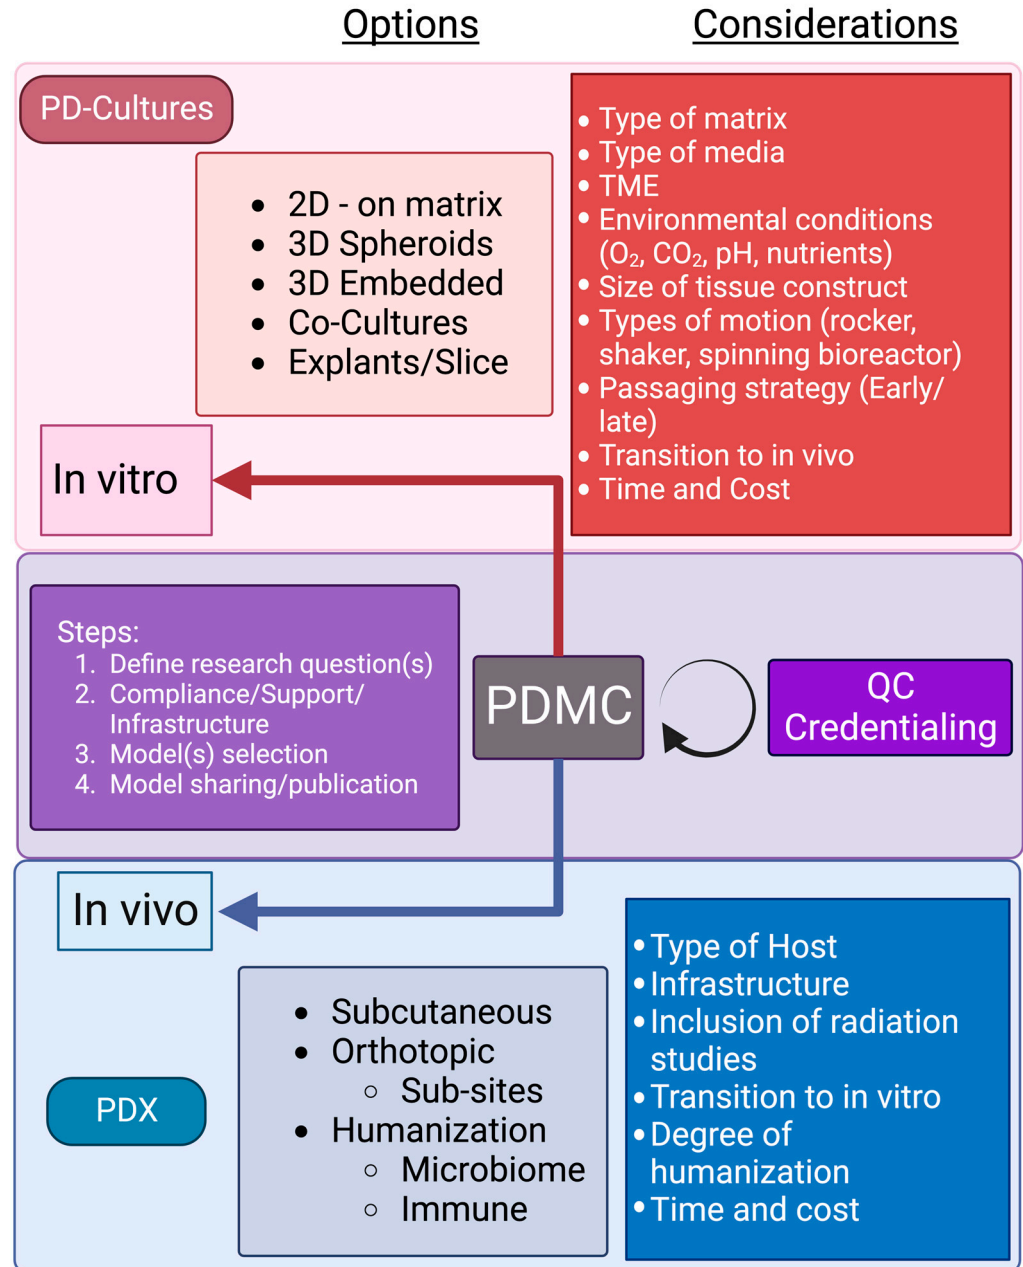 Options
Considerations
PD-Cultures
• 2D - on matrix
• 3D Spheroids
• 3D Embedded
• Co-Cultures
• Explants/Slice
• Type of matrix
• Type of media
• TME
• Environmental conditions
(O₂, CO₂, pH, nutrients)
• Size of tissue construct
• Types of motion (rocker,
shaker, spinning bioreactor)
• Passaging strategy (Early/
late)
• Transition to in vivo
• Time and Cost
In vitro
Steps:
1. Define research question(s)
2. Compliance/Support/
Infrastructure
3. Model(s) selection
4. Model sharing/publication
PDMC
QC
Credentialing
In vivo
PDX
• Subcutaneous
• Orthotopic
○ Sub-sites
• Humanization
○ Microbiome
○ Immune
• Type of Host
• Infrastructure
• Inclusion of radiation
studies
• Transition to in vitro
• Degree of
humanization
• Time and cost